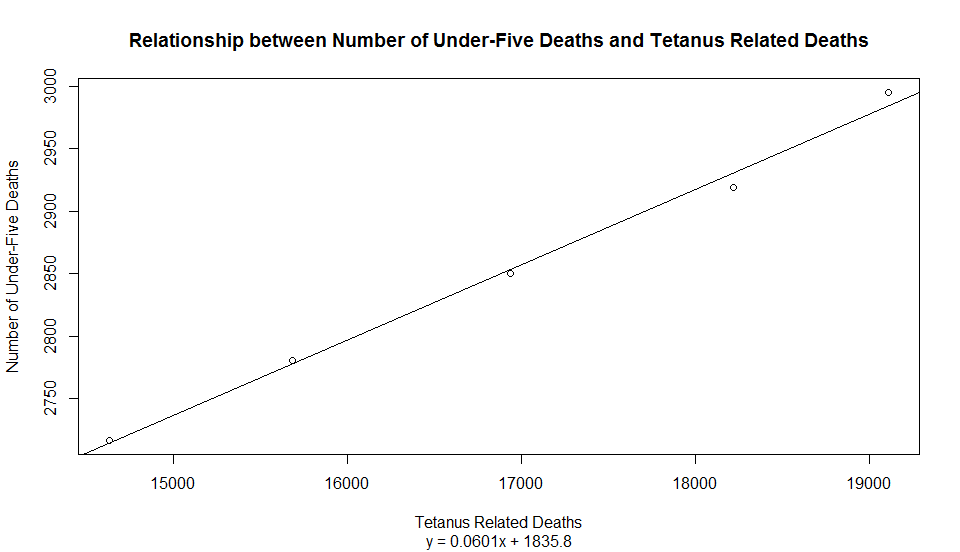 Relationship between Number of Under-Five Deaths and Tetanus Related Deaths
Number of Under-Five Deaths
3000
2950
2900
2850
2800
2750
15000 16000 17000 18000 19000
Tetanus Related Deaths
y = 0.0601x + 1835.8